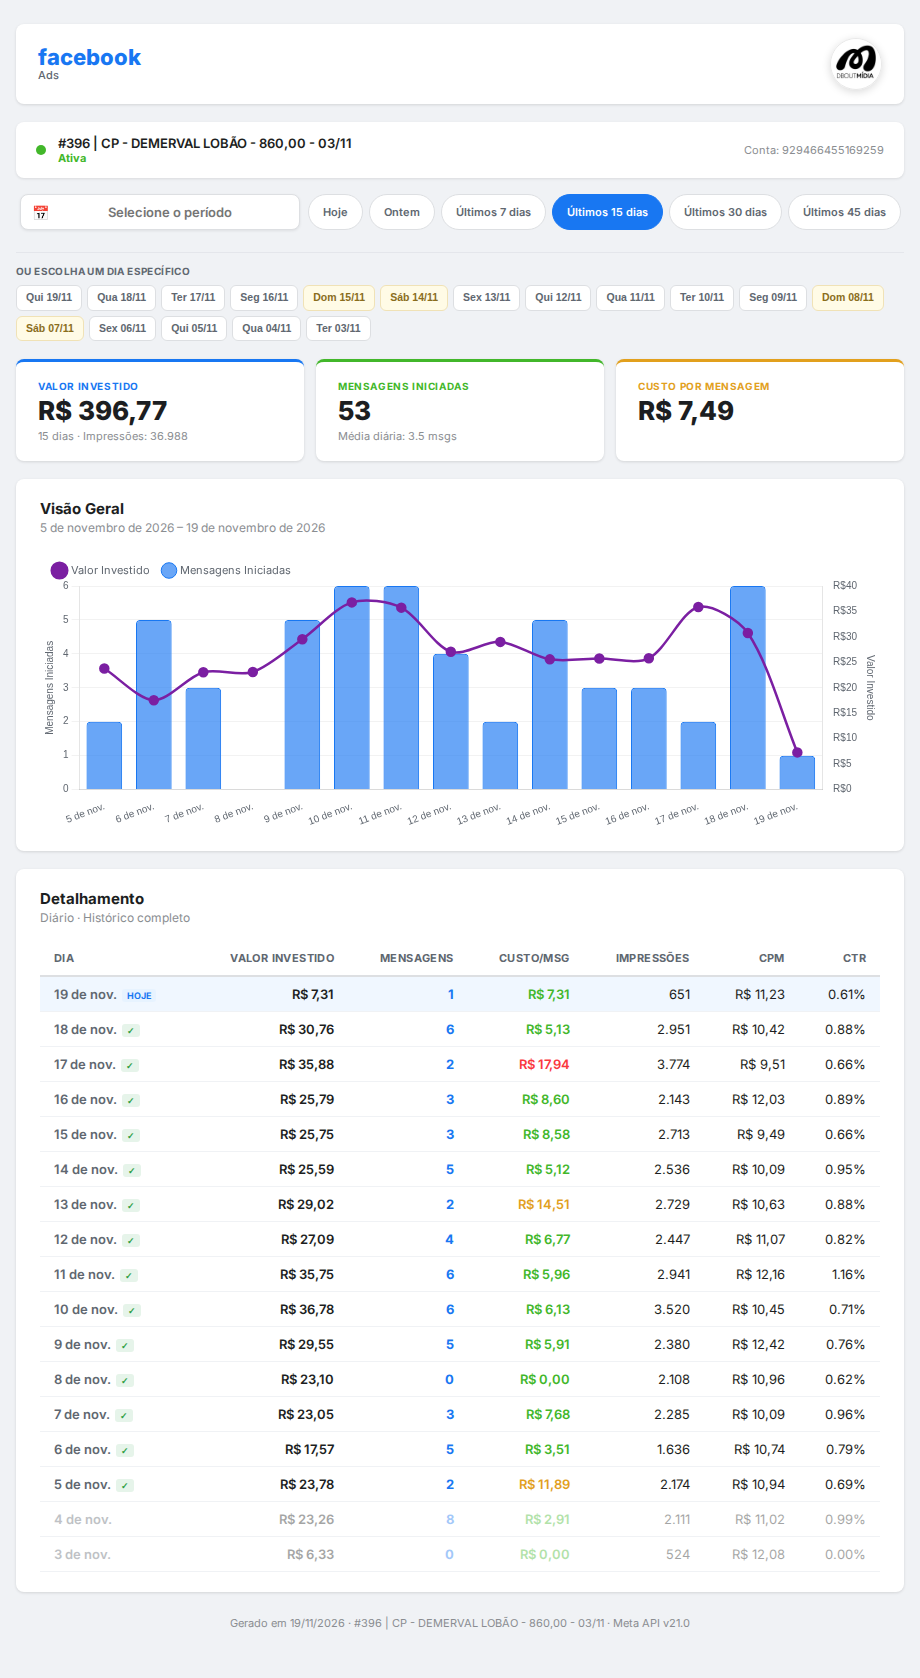 facebook
Ads
DBOUTMÍDIA
#396 | CP - DEMERVAL LOBÃO - 860,00 - 03/11
Ativa
Conta: 929466455169259
Selecione o período
Hoje
Ontem
Últimos 7 dias
Últimos 15 dias
Últimos 30 dias
Últimos 45 dias
OU ESCOLHA UM DIA ESPECÍFICO
Qui 19/11 Qua 18/11 Ter 17/11 Seg 16/11 Dom 15/11 Sáb 14/11 Sex 13/11 Qui 12/11 Qua 11/11 Ter 10/11 Seg 09/11 Dom 08/11
Sáb 07/11 Sex 06/11 Qui 05/11 Qua 04/11 Ter 03/11
VALOR INVESTIDO
R$ 396,77
15 dias · Impressões: 36.988
MENSAGENS INICIADAS
53
Média diária: 3.5 msgs
CUSTO POR MENSAGEM
R$ 7,49
Visão Geral
5 de novembro de 2026 – 19 de novembro de 2026
Valor Investido Mensagens Iniciadas
Mensagens Iniciadas
6
5
4
3
2
1
0
R$40
R$35
R$30
R$25
R$20
R$15
R$10
R$5
R$0
Valor Investido
5 de nov. 6 de nov. 7 de nov. 8 de nov. 9 de nov. 10 de nov. 11 de nov. 12 de nov. 13 de nov. 14 de nov. 15 de nov. 16 de nov. 17 de nov. 18 de nov. 19 de nov.
Detalhamento
Diário · Histórico completo
DIA VALOR INVESTIDO MENSAGENS CUSTO/MSG IMPRESSÕES CPM CTR
19 de nov. HOJE R$ 7,31 1 R$ 7,31 651 R$ 11,23 0.61%
18 de nov. ✓ R$ 30,76 6 R$ 5,13 2.951 R$ 10,42 0.88%
17 de nov. ✓ R$ 35,88 2 R$ 17,94 3.774 R$ 9,51 0.66%
16 de nov. ✓ R$ 25,79 3 R$ 8,60 2.143 R$ 12,03 0.89%
15 de nov. ✓ R$ 25,75 3 R$ 8,58 2.713 R$ 9,49 0.66%
14 de nov. ✓ R$ 25,59 5 R$ 5,12 2.536 R$ 10,09 0.95%
13 de nov. ✓ R$ 29,02 2 R$ 14,51 2.729 R$ 10,63 0.88%
12 de nov. ✓ R$ 27,09 4 R$ 6,77 2.447 R$ 11,07 0.82%
11 de nov. ✓ R$ 35,75 6 R$ 5,96 2.941 R$ 12,16 1.16%
10 de nov. ✓ R$ 36,78 6 R$ 6,13 3.520 R$ 10,45 0.71%
9 de nov. ✓ R$ 29,55 5 R$ 5,91 2.380 R$ 12,42 0.76%
8 de nov. ✓ R$ 23,10 0 R$ 0,00 2.108 R$ 10,96 0.62%
7 de nov. ✓ R$ 23,05 3 R$ 7,68 2.285 R$ 10,09 0.96%
6 de nov. ✓ R$ 17,57 5 R$ 3,51 1.636 R$ 10,74 0.79%
5 de nov. ✓ R$ 23,78 2 R$ 11,89 2.174 R$ 10,94 0.69%
4 de nov. R$ 23,26 8 R$ 2,91 2.111 R$ 11,02 0.99%
3 de nov. R$ 6,33 0 R$ 0,00 524 R$ 12,08 0.00%
Gerado em 19/11/2026 · #396 | CP - DEMERVAL LOBÃO - 860,00 - 03/11 · Meta API v21.0